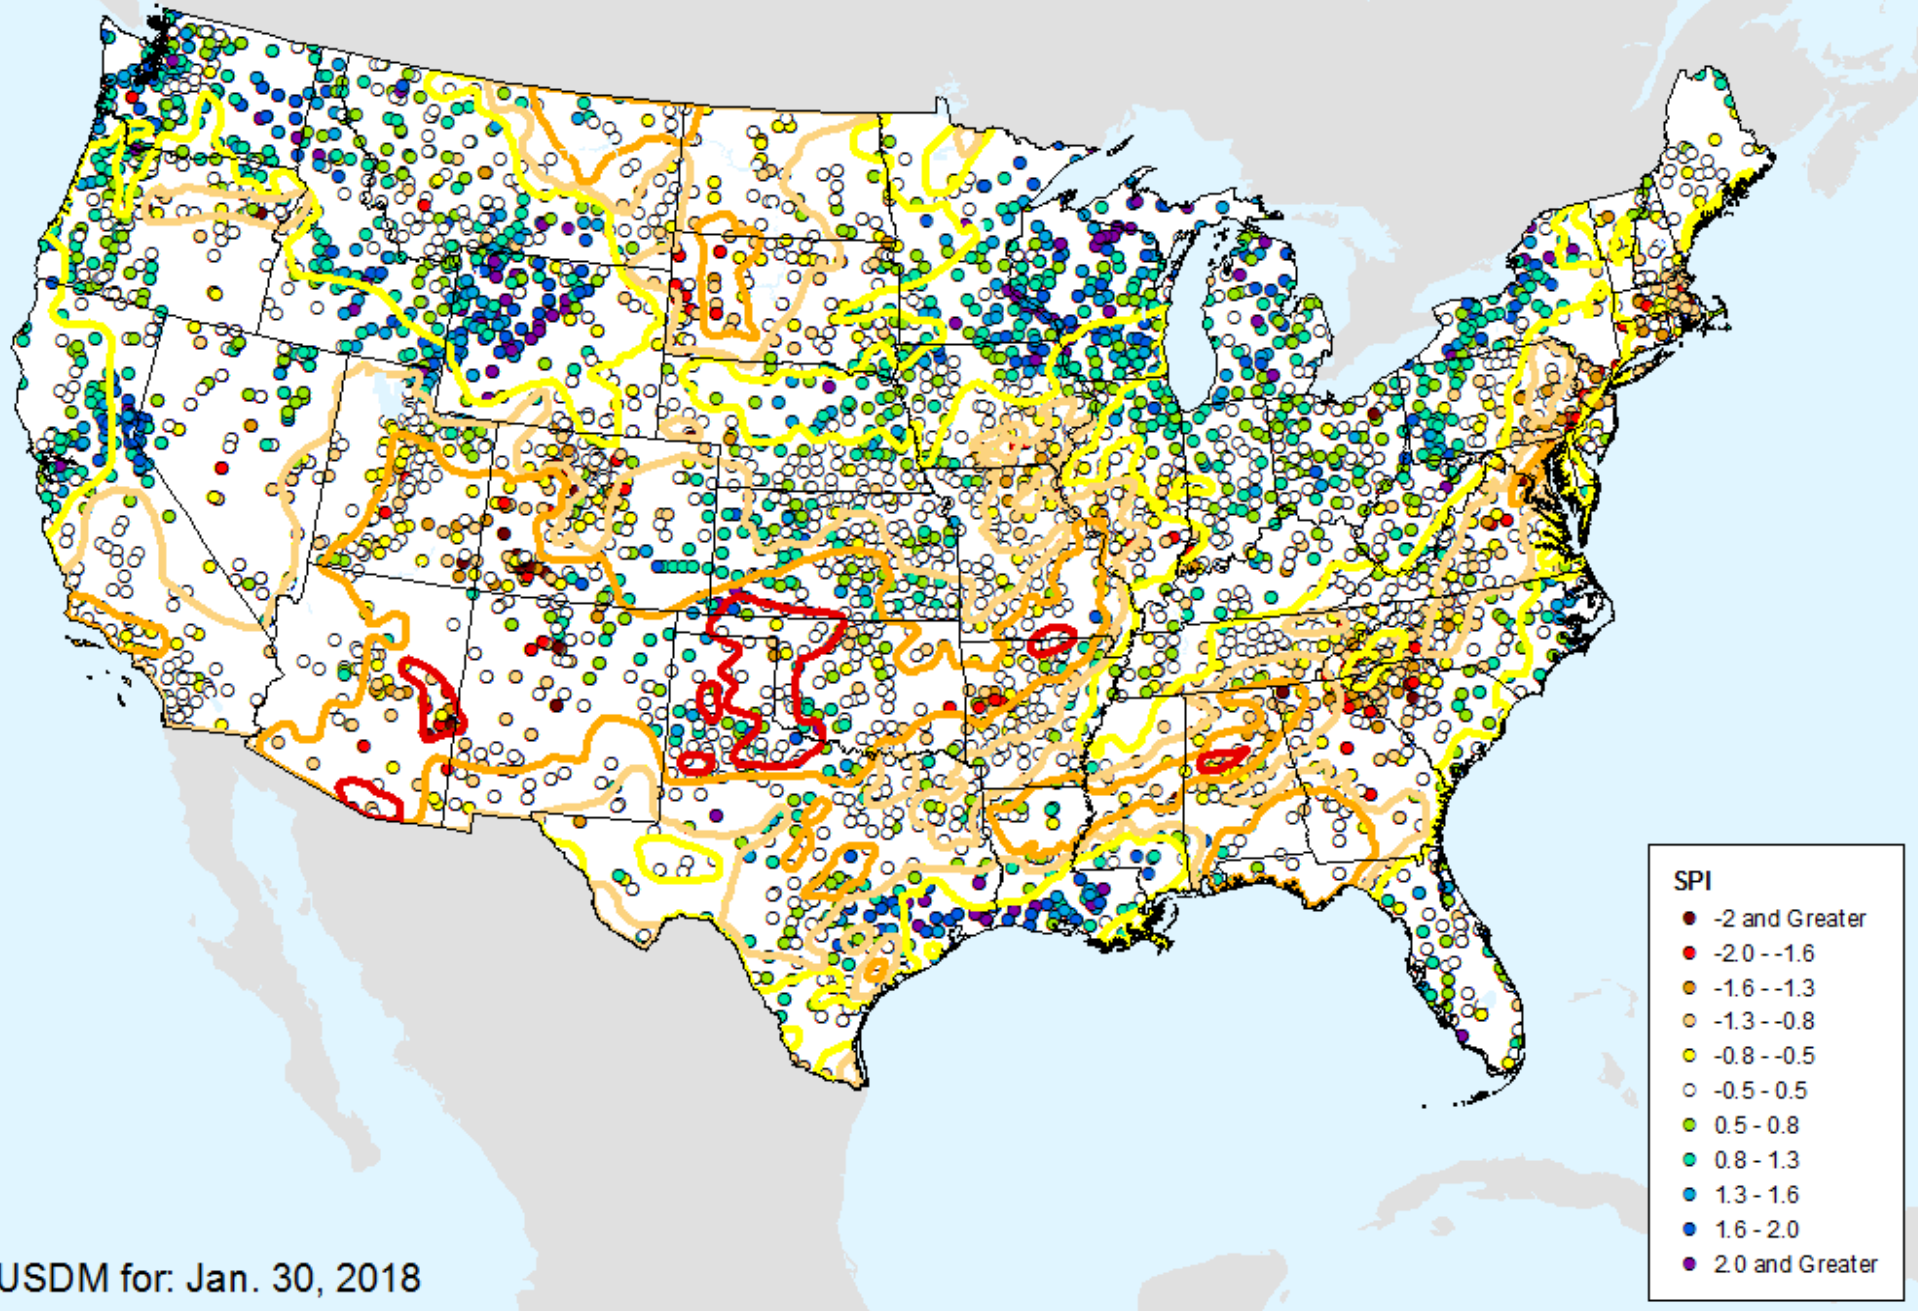 SPI
-2 and Greater
-2.0 - -1.6
-1.6 - -1.3
-1.3 - -0.8
-0.8 - -0.5
-0.5 - 0.5
0.5 - 0.8
0.8 - 1.3
1.3 - 1.6
1.6 - 2.0
2.0 and Greater
USDM for: Jan. 30, 2018